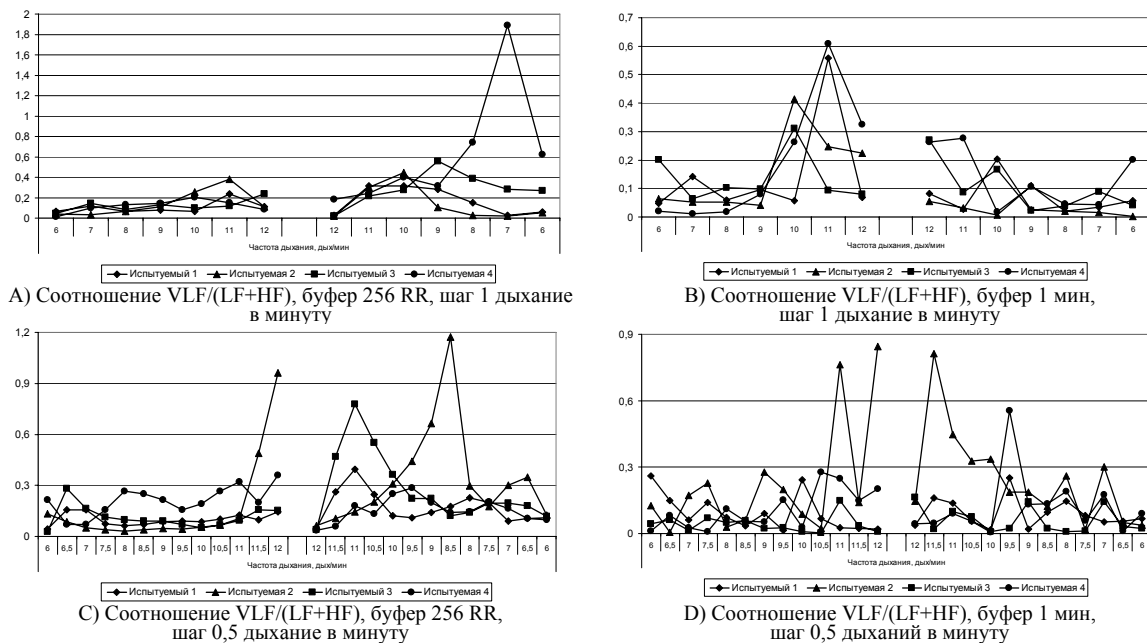 2
1,8
1,6
1,4
1,2
1
0,8
0,6
0,4
0,2
0
6 7 8 9 10 11 12 12 11 10 9 8 7 6
Частота дыхания, дых/мин
Испытуемый 1 Испытуемая 2 Испытуемый 3 Испытуемая 4
А) Соотношение VLF/(LF+HF), буфер 256 RR, шаг 1 дыхание
в минуту
0,7
0,6
0,5
0,4
0,3
0,2
0,1
0
6 7 8 9 10 11 12 12 11 10 9 8 7 6
Частота дыхания, дых/мин
Испытуемый 1 Испытуемая 2 Испытуемый 3 Испытуемая 4
В) Соотношение VLF/(LF+HF), буфер 1 мин,
шаг 1 дыхание в минуту
1,2
0,9
0,6
0,3
0
6 6,5 7 7,5 8 8,5 9 9,5 10 10,5 11 11,5 12 12 11,5 11 10,5 10 9,5 9 8,5 8 7,5 7 6,5 6
Частота дыхания, дых/мин
Испытуемый 1 Испытуемая 2 Испытуемый 3 Испытуемая 4
С) Соотношение VLF/(LF+HF), буфер 256 RR,
шаг 0,5 дыхание в минуту
0,9
0,6
0,3
0
6 6,5 7 7,5 8 8,5 9 9,5 10 10,5 11 11,5 12 12 11,5 11 10,5 10 9,5 9 8,5 8 7,5 7 6,5 6
Частота дыхания, дых/мин
Испытуемый 1 Испытуемая 2 Испытуемый 3 Испытуемая 4
D) Соотношение VLF/(LF+HF), буфер 1 мин,
шаг 0,5 дыханий в минуту